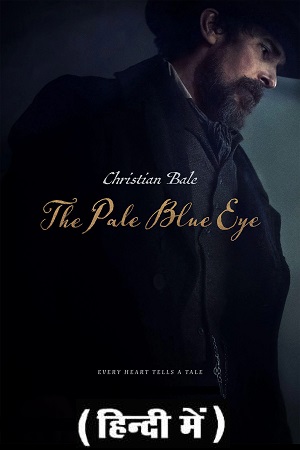 Christian Bale
The Pale Blue Eye
EVERY HEART TELLS A TALE
(हिन्दी में)